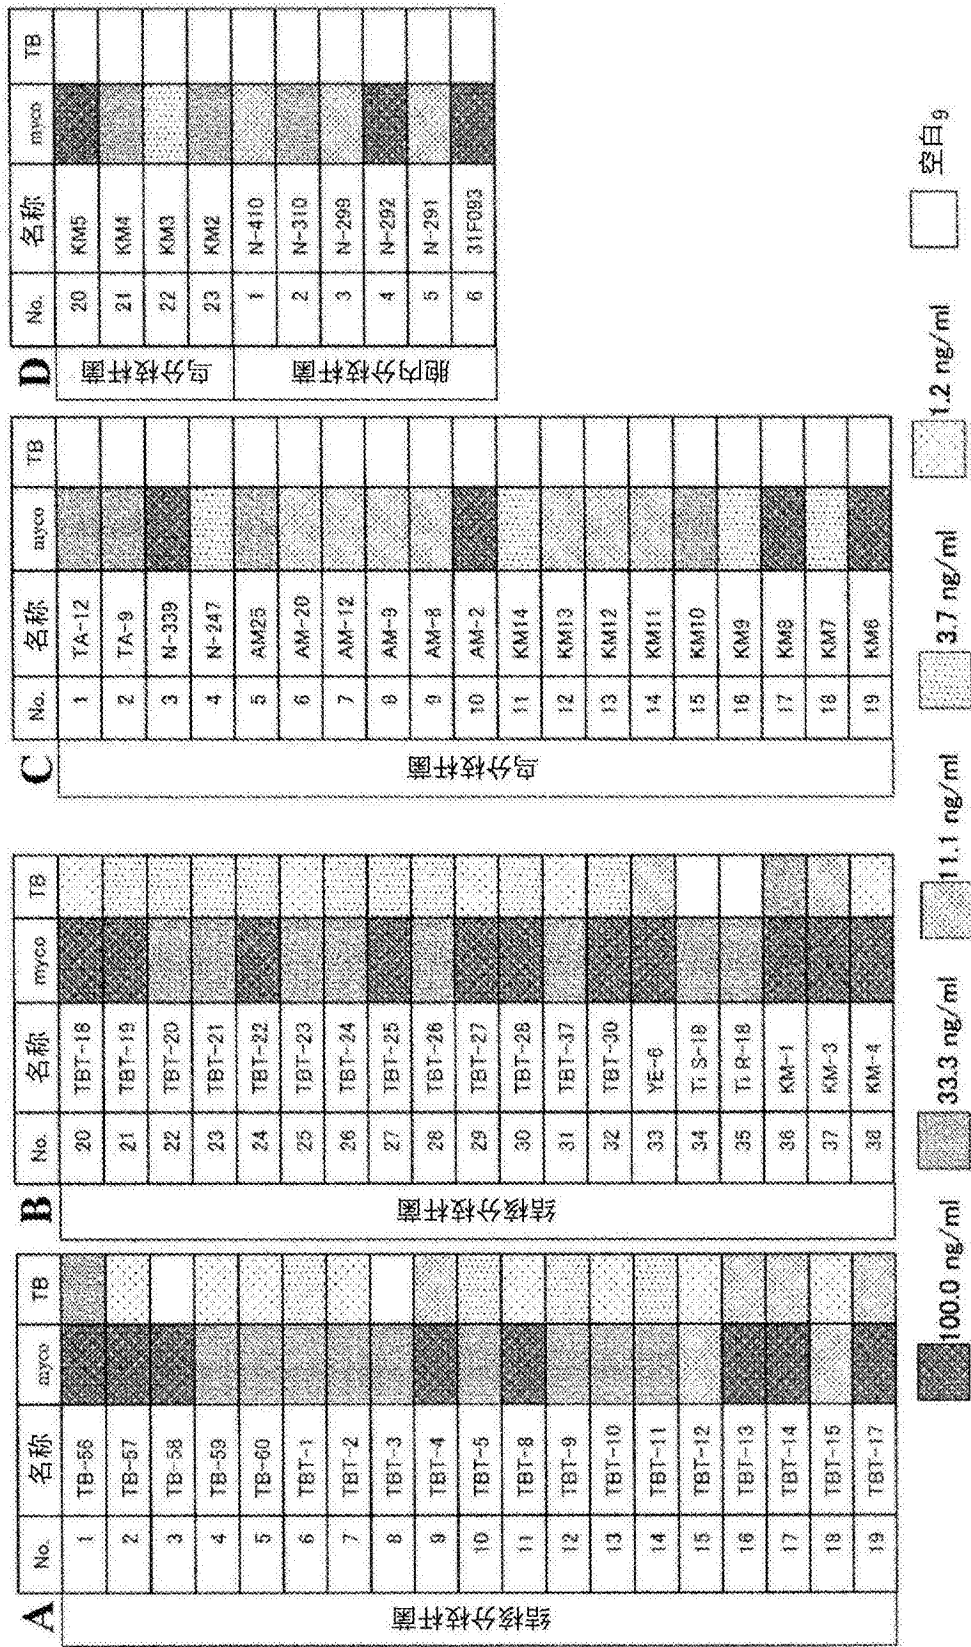 A
No. 名称 myco TB
结核分枝杆菌
1 TB-56
2 TB-57
3 TB-58
4 TB-59
5 TB-60
6 TBT-1
7 TBT-2
8 TBT-3
9 TBT-4
10 TBT-5
11 TBT-8
12 TBT-9
13 TBT-10
14 TBT-11
15 TBT-12
16 TBT-13
17 TBT-14
18 TBT-15
19 TBT-17
B
No. 名称 myco TB
结核分枝杆菌
20 TBT-18
21 TBT-19
22 TBT-20
23 TBT-21
24 TBT-22
25 TBT-23
26 TBT-24
27 TBT-25
28 TBT-26
29 TBT-27
30 TBT-28
31 TBT-37
32 TBT-30
33 YE-6
34 Ti S-18
35 Ti R-18
36 KM-1
37 KM-3
38 KM-4
C
No. 名称 myco TB
鸟分枝杆菌
1 TA-12
2 TA-9
3 N-339
4 N-247
5 AM26
6 AM-20
7 AM-12
8 AM-9
9 AM-8
10 AM-2
11 KM14
12 KM13
13 KM12
14 KM11
15 KM10
16 KM9
17 KM8
18 KM7
19 KM6
D
No. 名称 myco TB
鸟分枝杆菌
20 KM5
21 KM4
22 KM3
23 KM2
胞内分枝杆菌
1 N-410
2 N-310
3 N-299
4 N-292
5 N-291
6 31F093
100.0 ng/ml
33.3 ng/ml
11.1 ng/ml
3.7 ng/ml
1.2 ng/ml
空白9